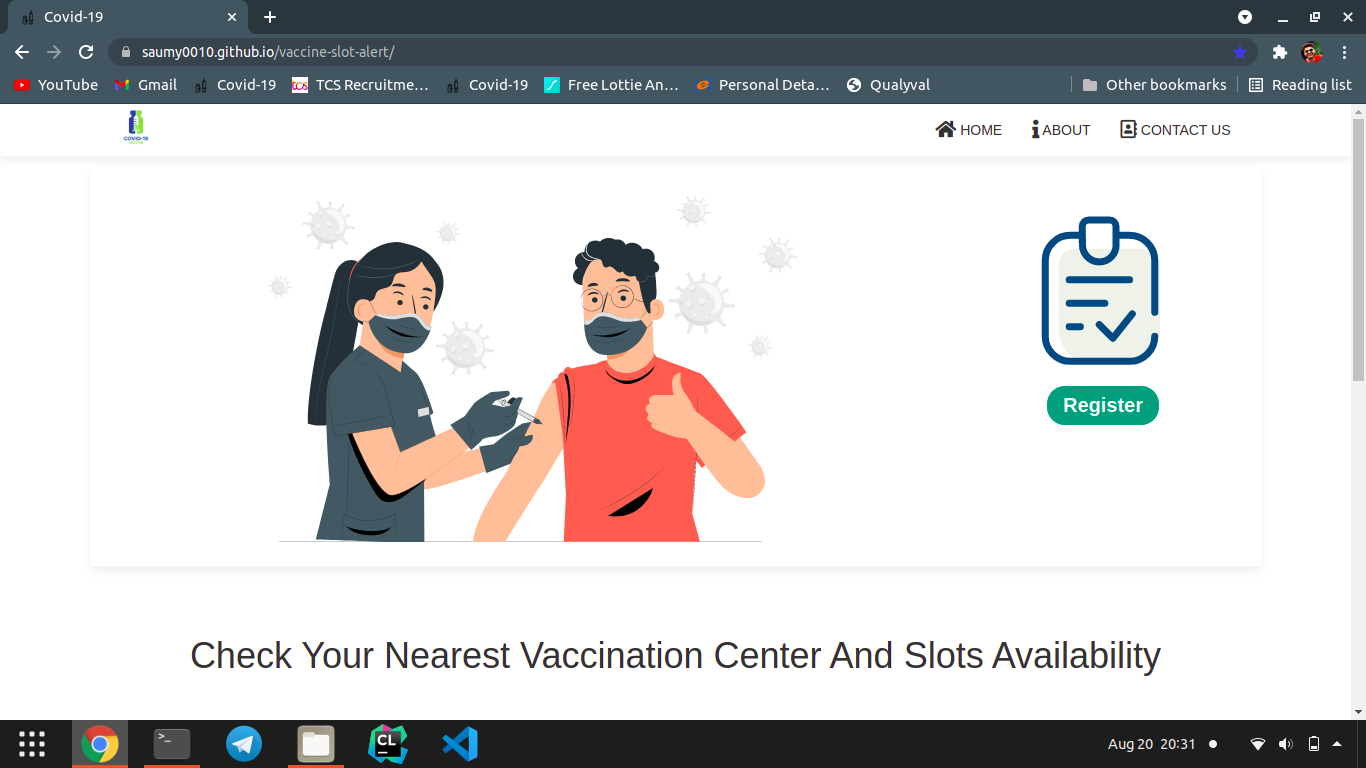 Covid-19
saumy0010.github.io/vaccine-slot-alert/
YouTube Gmail Covid-19 TCS Recruitme… Covid-19 Free Lottie An… Personal Deta… Qualyval Other bookmarks Reading list
COVID-19
HOME ABOUT CONTACT US
Register
Check Your Nearest Vaccination Center And Slots Availability
Aug 20 20:31